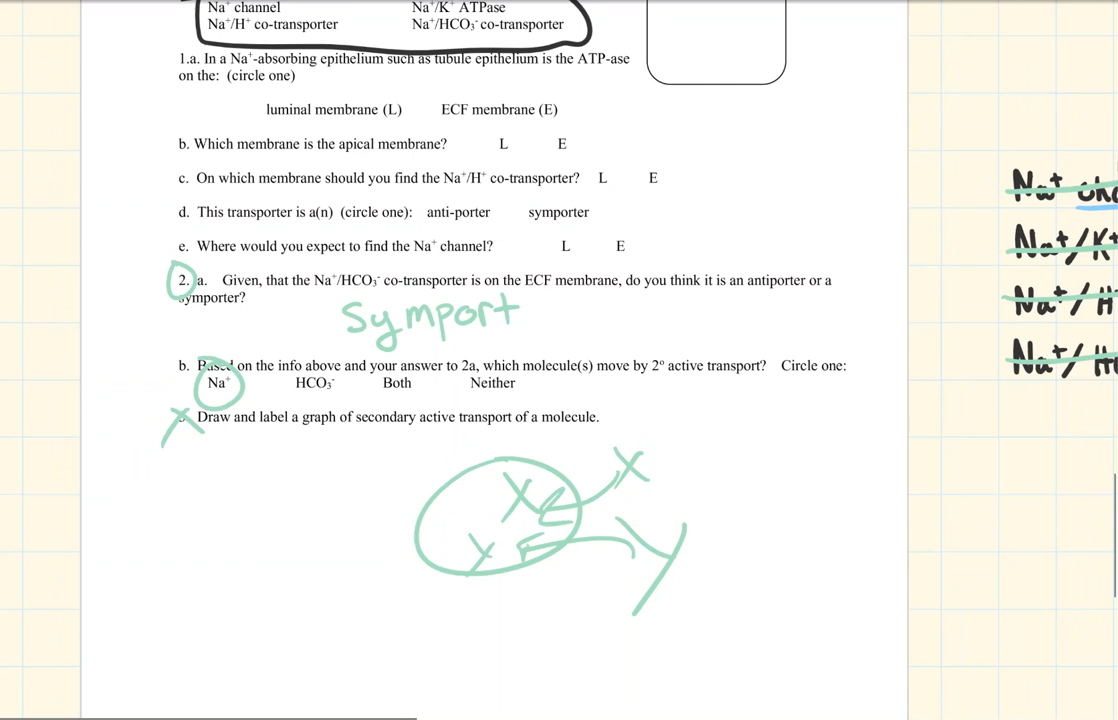 Na⁺ channel Na⁺/K⁺ ATPase
Na⁺/H⁺ co-transporter Na⁺/HCO₃⁻ co-transporter
1.a. In a Na⁺-absorbing epithelium such as tubule epithelium is the ATP-ase
on the: (circle one)
luminal membrane (L) ECF membrane (E)
b. Which membrane is the apical membrane? L E
c. On which membrane should you find the Na⁺/H⁺ co-transporter? L E
d. This transporter is a(n) (circle one): anti-porter symporter
e. Where would you expect to find the Na⁺ channel? L E
2. a. Given, that the Na⁺/HCO₃⁻ co-transporter is on the ECF membrane, do you think it is an antiporter or a
symporter?
Symport
b. Based on the info above and your answer to 2a, which molecule(s) move by 2° active transport? Circle one:
Na⁺ HCO₃⁻ Both Neither
X
Draw and label a graph of secondary active transport of a molecule.
X X
Y Y
Na⁺
Na⁺/K⁺
Na⁺/H
Na⁺/H